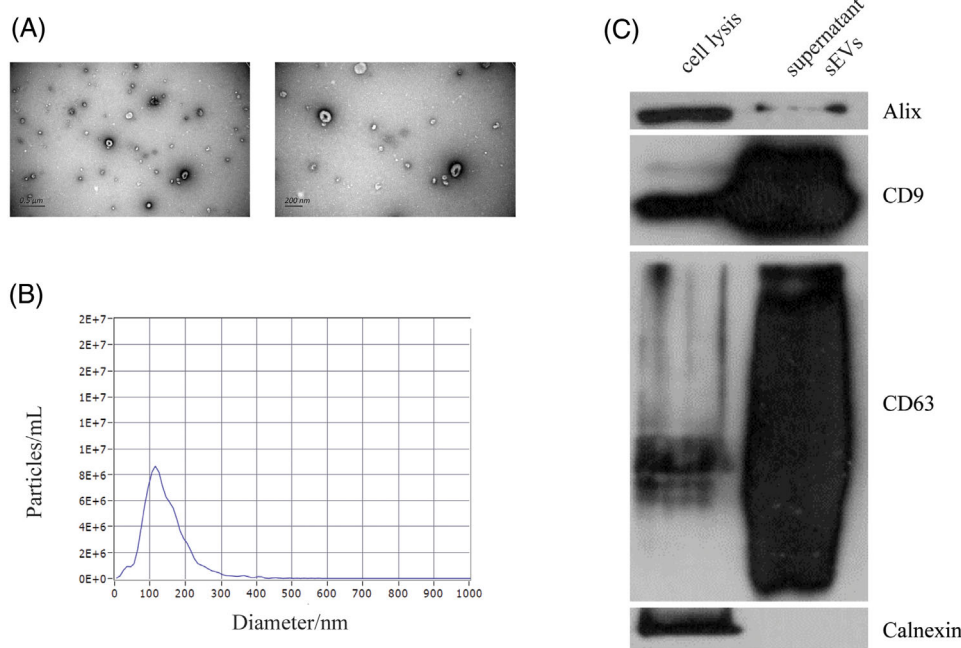 (A)
0.5 μm
200 nm
(B)
2E+7
2E+7
2E+7
1E+7
1E+7
1E+7
8E+6
6E+6
4E+6
2E+6
0E+0
0 100 200 300 400 500 600 700 800 900 1000
Particles/mL
Diameter/nm
(C)
cell lysis
supernatant
sEVs
Alix
CD9
CD63
Calnexin